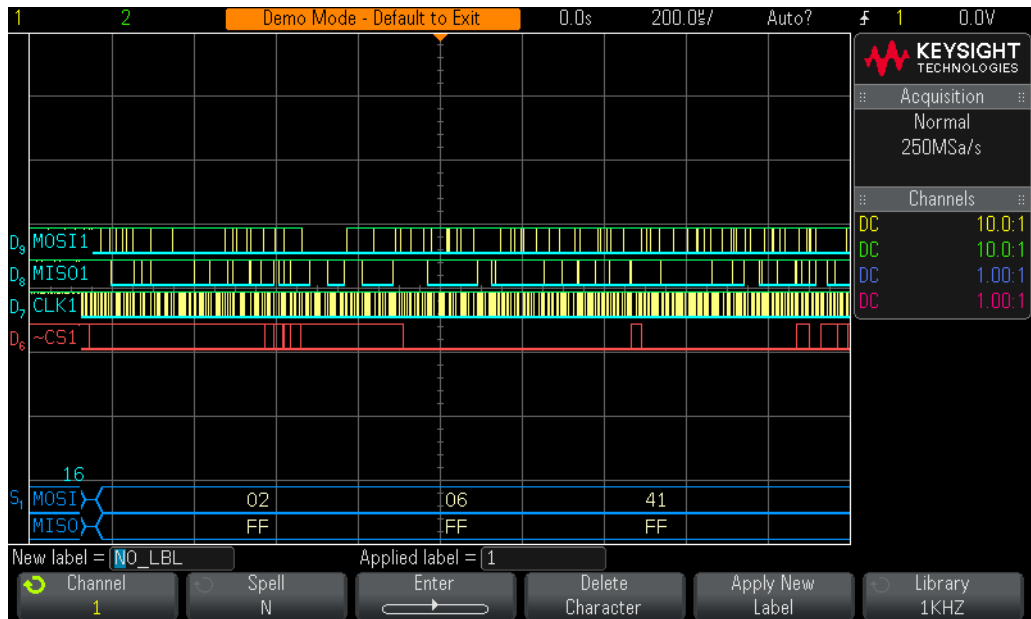 1 2 Demo Mode - Default to Exit 0.0s 200.0㎲/ Auto? 1 0.0V
KEYSIGHT
TECHNOLOGIES
Acquisition
Normal
250MSa/s
Channels
DC 10.0:1
DC 10.0:1
DC 1.00:1
DC 1.00:1
D9 MOSI1
D8 MISO1
D7 CLK1
D6 ~CS1
16
S1 MOSI 02 06 41
MISO FF FF FF
New label = NO_LBL Applied label = 1
Channel Spell Enter Delete Apply New Library
1 N Character Label 1KHZ